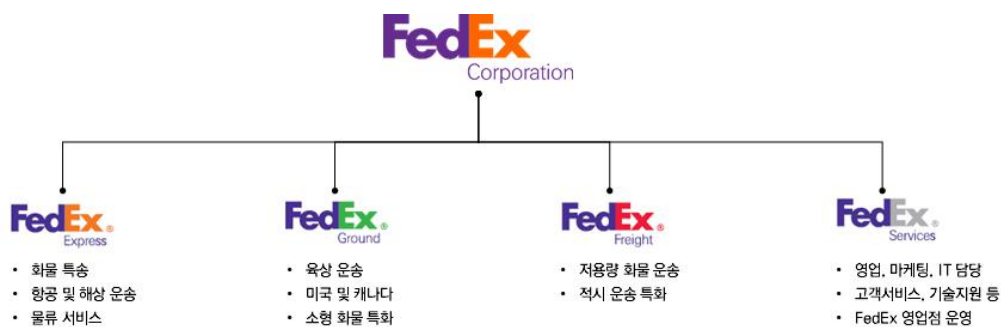 FedEx
Corporation
FedEx®
Express
• 화물 특송
• 항공 및 해상 운송
• 물류 서비스
FedEx®
Ground
• 육상 운송
• 미국 및 캐나다
• 소형 화물 특화
FedEx®
Freight
• 저용량 화물 운송
• 적시 운송 특화
FedEx®
Services
• 영업, 마케팅, IT 담당
• 고객서비스, 기술지원 등
• FedEx 영업점 운영